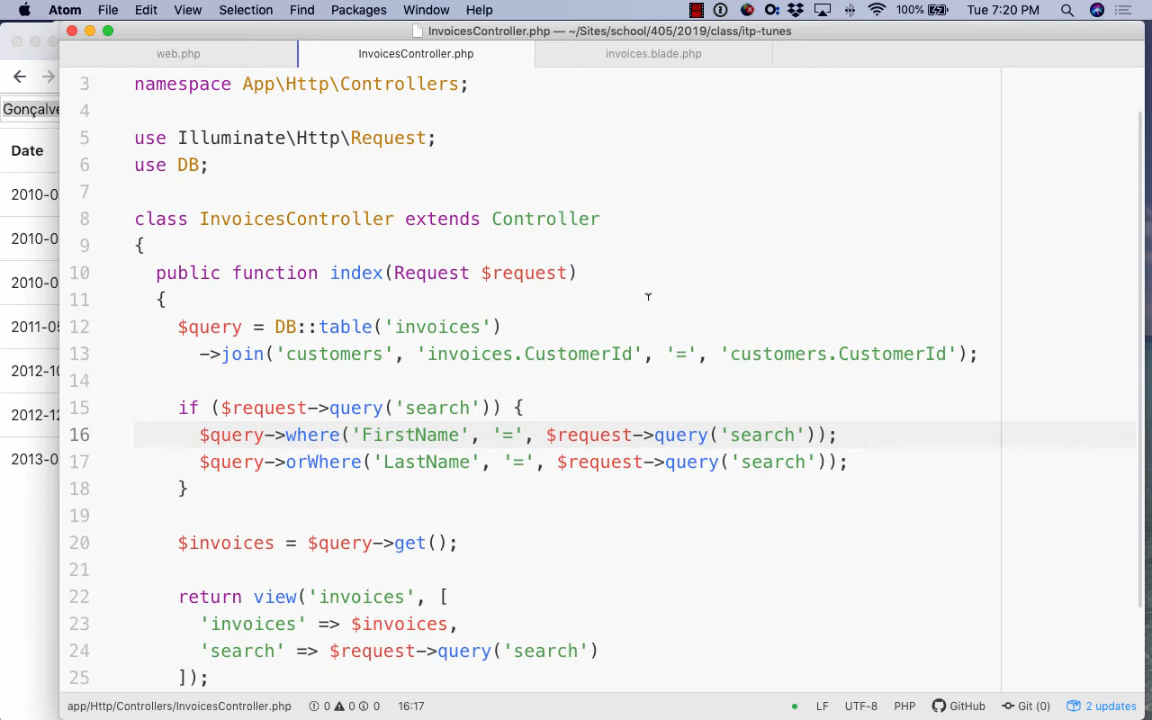 Atom File Edit View Selection Find Packages Window Help 100% Tue 7:20 PM
InvoicesController.php — ~/Sites/school/405/2019/class/itp-tunes
web.php InvoicesController.php invoices.blade.php
Gonçalve
Date
2010-0
2010-0
2010-0
2011-05
2012-10
2012-12
2013-0
3 namespace App\Http\Controllers;
4
5 use Illuminate\Http\Request;
6 use DB;
7
8 class InvoicesController extends Controller
9 {
10 public function index(Request $request)
11 {
12 $query = DB::table('invoices')
13 ->join('customers', 'invoices.CustomerId', '=', 'customers.CustomerId');
14
15 if ($request->query('search')) {
16 $query->where('FirstName', '=', $request->query('search'));
17 $query->orWhere('LastName', '=', $request->query('search'));
18 }
19
20 $invoices = $query->get();
21
22 return view('invoices', [
23 'invoices' => $invoices,
24 'search' => $request->query('search')
25 ]);
app/Http/Controllers/InvoicesController.php 0 0 0 16:17 LF UTF-8 PHP GitHub Git (0) 2 updates